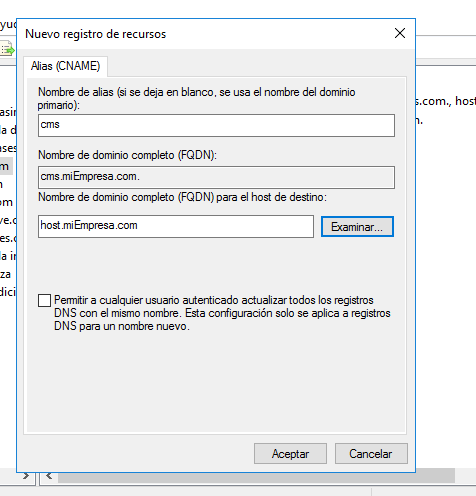 Nuevo registro de recursos
Alias (CNAME)
Nombre de alias (si se deja en blanco, se usa el nombre del dominio
primario):
cms
Nombre de dominio completo (FQDN):
cms.miEmpresa.com.
Nombre de dominio completo (FQDN) para el host de destino:
host.miEmpresa.com
Examinar...
Permitir a cualquier usuario autenticado actualizar todos los registros
DNS con el mismo nombre. Esta configuración solo se aplica a registros
DNS para un nombre nuevo.
Aceptar
Cancelar